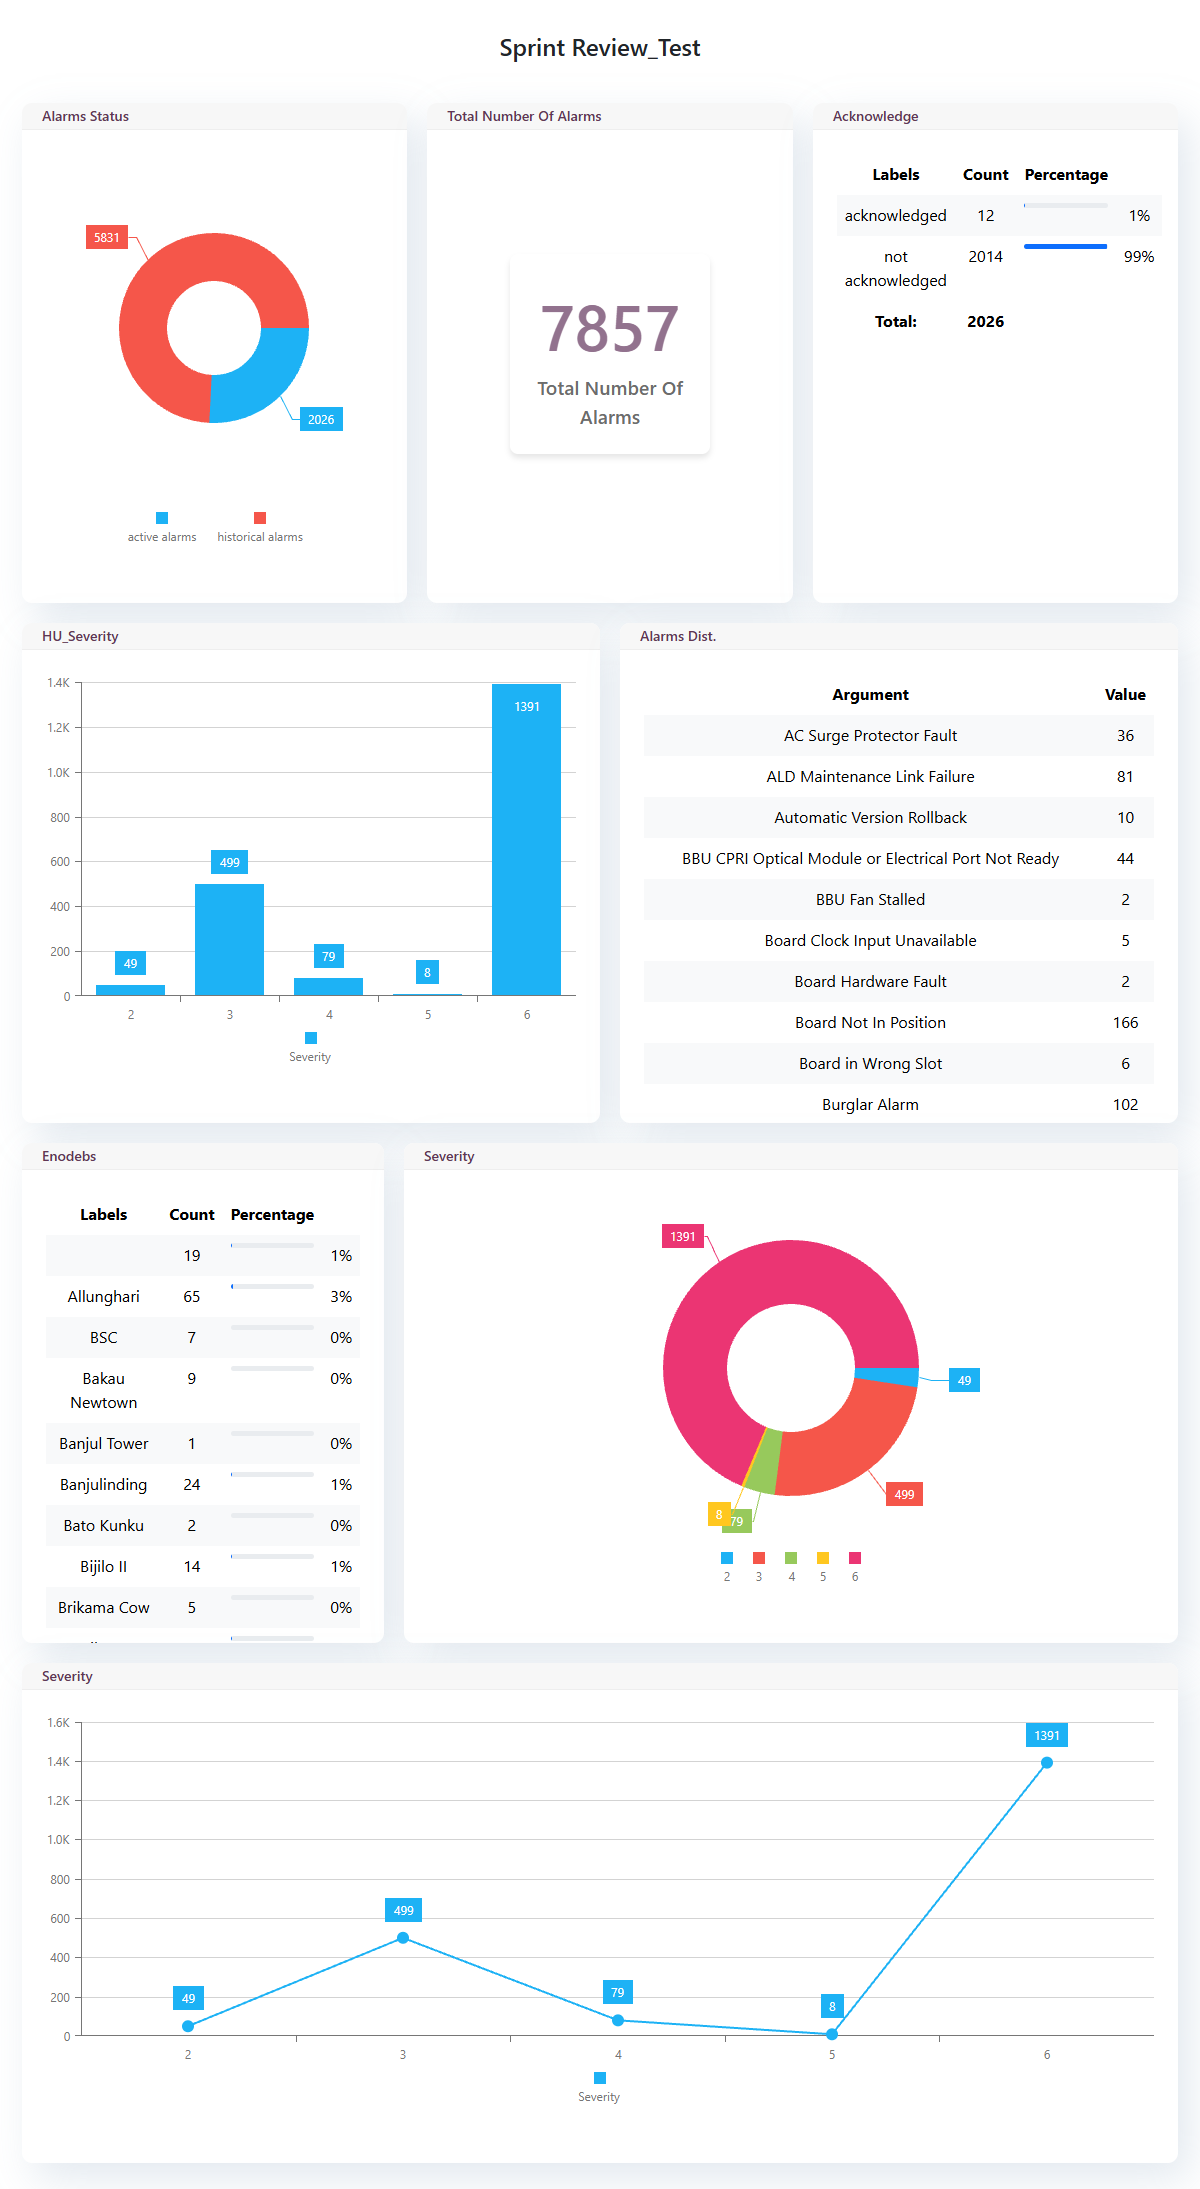 Sprint Review_Test
Alarms Status
5831
2026
active alarms historical alarms
Total Number Of Alarms
7857
Total Number Of
Alarms
Acknowledge
Labels Count Percentage
acknowledged 12 1%
not 2014 99%
acknowledged
Total: 2026
HU_Severity
1.4K
1.2K
1.0K
800
600
400
200
0
49
499
79
8
1391
2 3 4 5 6
Severity
Alarms Dist.
Argument Value
AC Surge Protector Fault 36
ALD Maintenance Link Failure 81
Automatic Version Rollback 10
BBU CPRI Optical Module or Electrical Port Not Ready 44
BBU Fan Stalled 2
Board Clock Input Unavailable 5
Board Hardware Fault 2
Board Not In Position 166
Board in Wrong Slot 6
Burglar Alarm 102
Enodebs
Labels Count Percentage
19 1%
Allunghari 65 3%
BSC 7 0%
Bakau 9 0%
Newtown
Banjul Tower 1 0%
Banjulinding 24 1%
Bato Kunku 2 0%
Bijilo II 14 1%
Brikama Cow 5 0%
Severity
1391
49
499
8
79
2 3 4 5 6
Severity
1.6K
1.4K
1.2K
1.0K
800
600
400
200
0
49
499
79
8
1391
2 3 4 5 6
Severity